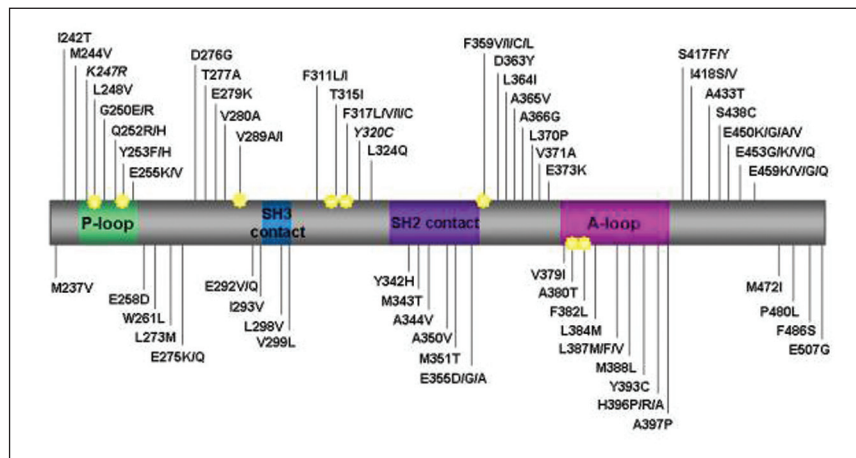 I242T
M244V
K247R
L248V
G250E/R
Q252R/H
Y253F/H
E255K/V
D276G
T277A
E279K
V280A
V289A/I
F311L/I
T315I
F317L/V/I/C
Y320C
L324Q
F359V/I/C/L
D363Y
L364I
A365V
A366G
L370P
V371A
E373K
S417F/Y
I418S/V
A433T
S438C
E450K/G/A/V
E453G/K/V/Q
E459K/V/G/Q
P-loop
SH3
contact
SH2 contact
A-loop
M237V
E258D
W261L
L273M
E275K/Q
E292V/Q
I293V
L298V
V299L
Y342H
M343T
A344V
A350V
M351T
E355D/G/A
V379I
A380T
F382L
L384M
L387M/F/V
M388L
Y393C
H396P/R/A
A397P
M472I
P480L
F486S
E507G